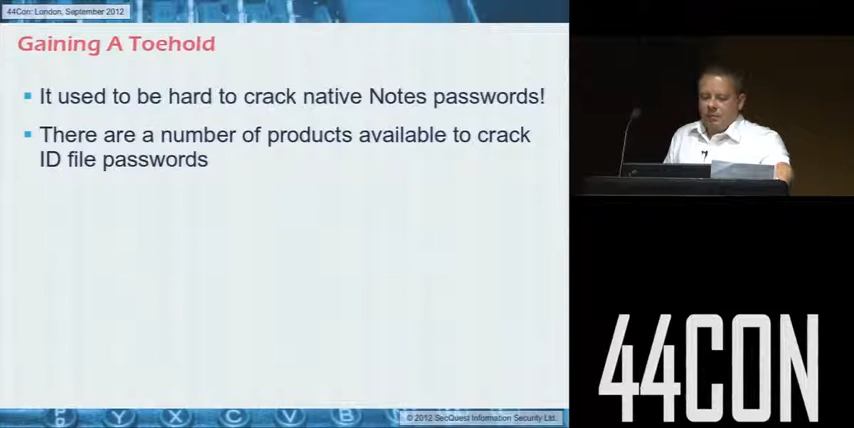 44Con: London, September 2012
Gaining A Toehold
It used to be hard to crack native Notes passwords!
There are a number of products available to crack
ID file passwords
Y X C V B
© 2012 SecQuest Information Security Ltd.
44CON